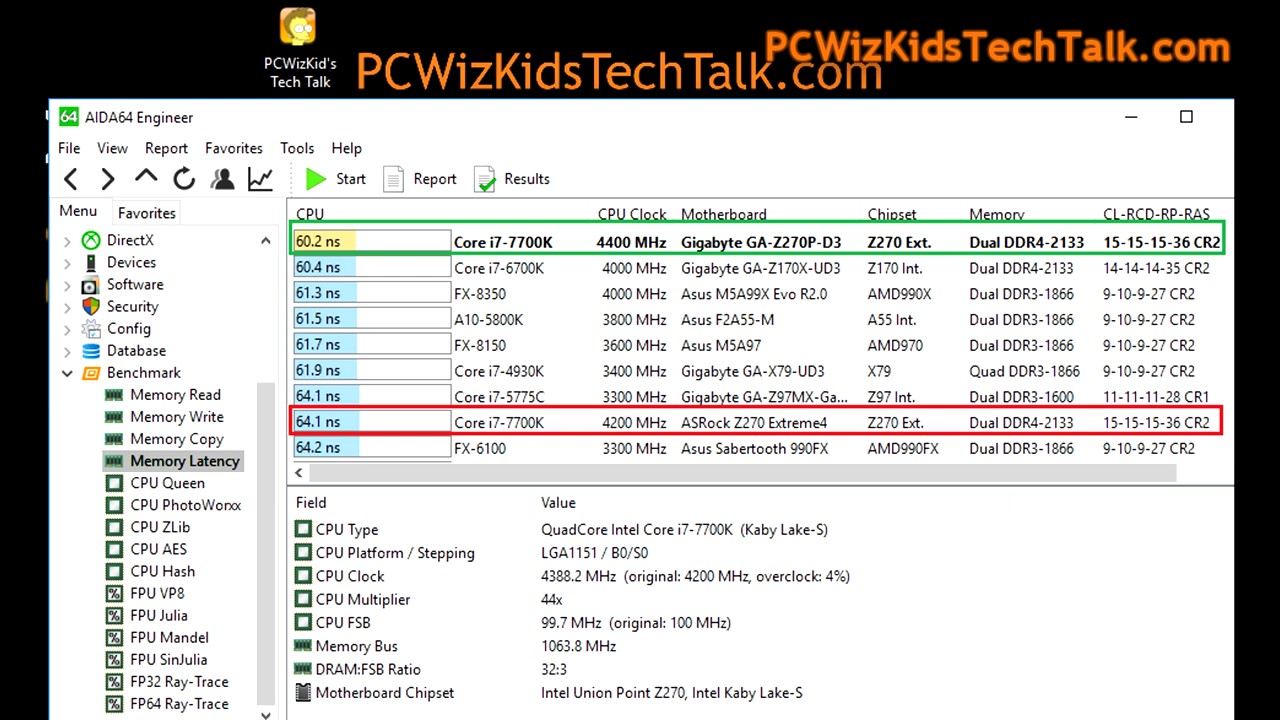 PCWizKid's
Tech Talk
PCWizKidsTechTalk.com
PCWizKidsTechTalk.com
64 AIDA64 Engineer
File View Report Favorites Tools Help
Start Report Results
Menu Favorites
DirectX
Devices
Software
Security
Config
Database
Benchmark
Memory Read
Memory Write
Memory Copy
Memory Latency
CPU Queen
CPU PhotoWorxx
CPU ZLib
CPU AES
CPU Hash
FPU VP8
FPU Julia
FPU Mandel
FPU SinJulia
FP32 Ray-Trace
FP64 Ray-Trace
CPU CPU Clock Motherboard Chipset Memory CL-RCD-RP-RAS
60.2 ns Core i7-7700K 4400 MHz Gigabyte GA-Z270P-D3 Z270 Ext. Dual DDR4-2133 15-15-15-36 CR2
60.4 ns Core i7-6700K 4000 MHz Gigabyte GA-Z170X-UD3 Z170 Int. Dual DDR4-2133 14-14-14-35 CR2
61.3 ns FX-8350 4000 MHz Asus M5A99X Evo R2.0 AMD990X Dual DDR3-1866 9-10-9-27 CR2
61.5 ns A10-5800K 3800 MHz Asus F2A55-M A55 Int. Dual DDR3-1866 9-10-9-27 CR2
61.7 ns FX-8150 3600 MHz Asus M5A97 AMD970 Dual DDR3-1866 9-10-9-27 CR2
61.9 ns Core i7-4930K 3400 MHz Gigabyte GA-X79-UD3 X79 Quad DDR3-1866 9-10-9-27 CR2
64.1 ns Core i7-5775C 3300 MHz Gigabyte GA-Z97MX-Ga... Z97 Int. Dual DDR3-1600 11-11-11-28 CR1
64.1 ns Core i7-7700K 4200 MHz ASRock Z270 Extreme4 Z270 Ext. Dual DDR4-2133 15-15-15-36 CR2
64.2 ns FX-6100 3300 MHz Asus Sabertooth 990FX AMD990FX Dual DDR3-1866 9-10-9-27 CR2
Field Value
CPU Type QuadCore Intel Core i7-7700K (Kaby Lake-S)
CPU Platform / Stepping LGA1151 / B0/S0
CPU Clock 4388.2 MHz (original: 4200 MHz, overclock: 4%)
CPU Multiplier 44x
CPU FSB 99.7 MHz (original: 100 MHz)
Memory Bus 1063.8 MHz
DRAM:FSB Ratio 32:3
Motherboard Chipset Intel Union Point Z270, Intel Kaby Lake-S